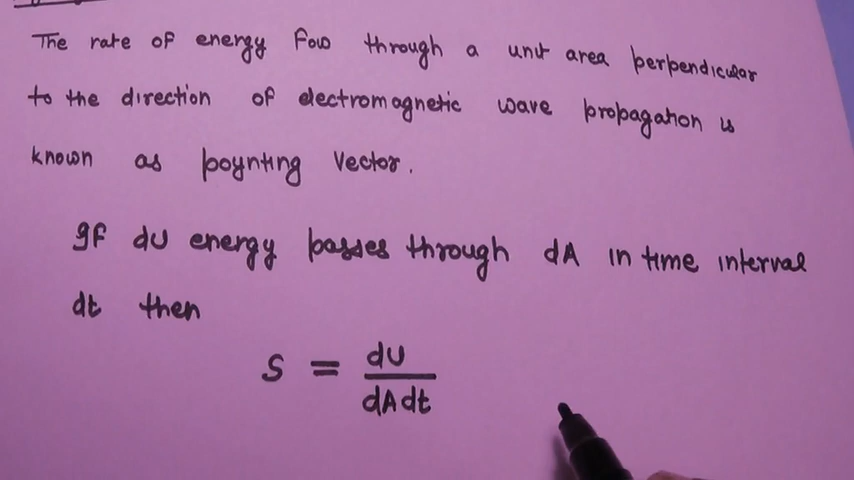 The rate of energy flow through a unit area perpendicular
to the direction of electromagnetic wave propagation is
known as poynting vector.
If dU energy passes through dA in time interval
dt then
S = dU / dAdt